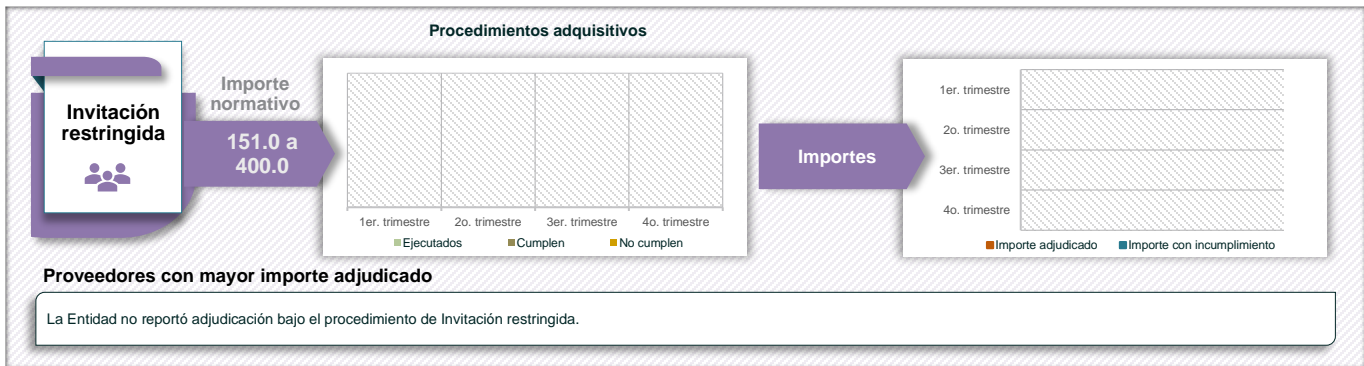 Procedimientos adquisitivos
Invitación
restringida
Importe
normativo
151.0 a
400.0
1er. trimestre
2o. trimestre
3er. trimestre
4o. trimestre
Ejecutados
Cumplen
No cumplen
Importes
1er. trimestre
2o. trimestre
3er. trimestre
4o. trimestre
Importe adjudicado
Importe con incumplimiento
Proveedores con mayor importe adjudicado
La Entidad no reportó adjudicación bajo el procedimiento de Invitación restringida.